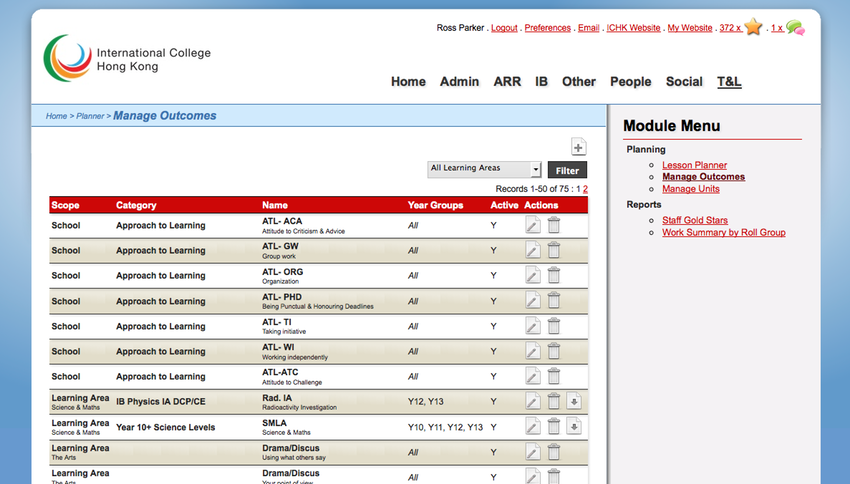 Ross Parker . Logout . Preferences . Email . ICHK Website . My Website . 372 x . 1 x
International College
Hong Kong
Home Admin ARR IB Other People Social T&L
Home > Planner > Manage Outcomes
All Learning Areas Filter
Records 1-50 of 75 : 1 2
Scope Category Name Year Groups Active Actions
School Approach to Learning ATL- ACA All Y
Attitude to Criticism & Advice
School Approach to Learning ATL- GW All Y
Group work
School Approach to Learning ATL- ORG All Y
Organization
School Approach to Learning ATL- PHD All Y
Being Punctual & Honouring Deadlines
School Approach to Learning ATL- TI All Y
Taking initiative
School Approach to Learning ATL- WI All Y
Working independently
School Approach to Learning ATL-ATC All Y
Attitude to Challenge
Learning Area IB Physics IA DCP/CE Rad. IA Y12, Y13 Y
Science & Maths Radioactivity Investigation
Learning Area Year 10+ Science Levels SMLA Y10, Y11, Y12, Y13 Y
Science & Maths Science & Maths
Learning Area Drama/Discus All Y
The Arts Using what others say
Learning Area Drama/Discus All Y
The Arts Your point of view
Module Menu
Planning
Lesson Planner
Manage Outcomes
Manage Units
Reports
Staff Gold Stars
Work Summary by Roll Group